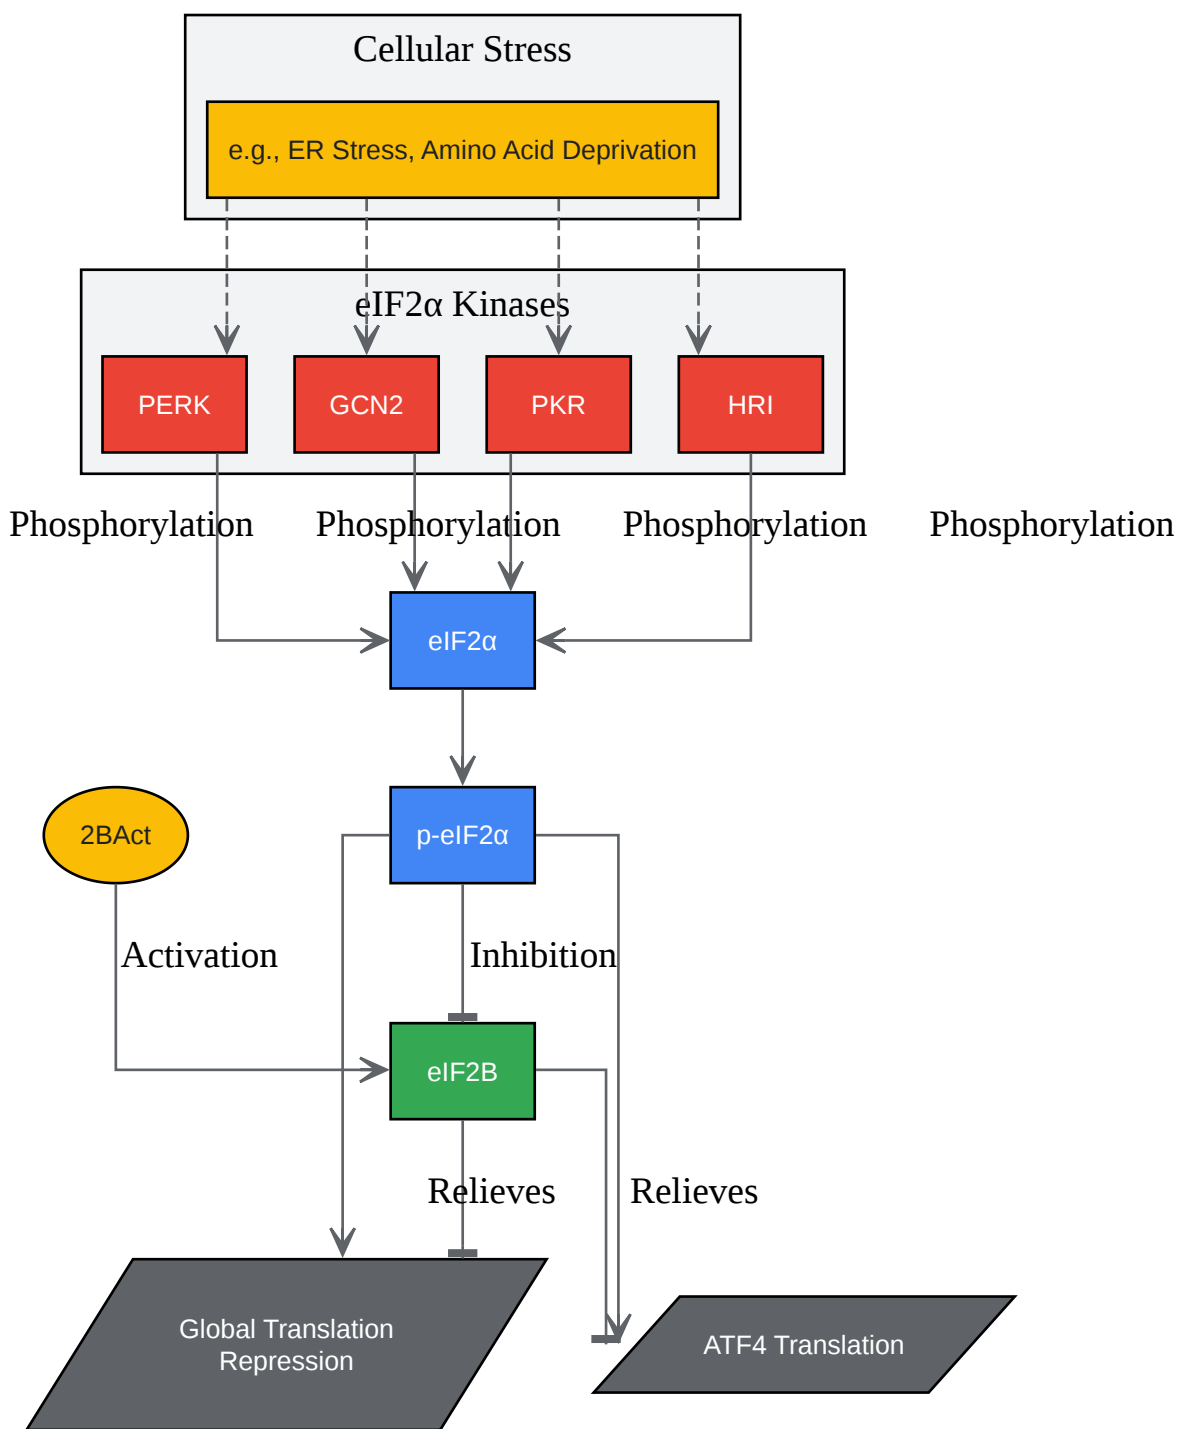 Cellular Stress
e.g., ER Stress, Amino Acid Deprivation
eIF2α Kinases
PERK
GCN2
PKR
HRI
Phosphorylation
Phosphorylation
Phosphorylation
Phosphorylation
eIF2α
2BAct
p-eIF2α
Activation
Inhibition
eIF2B
Relieves
Relieves
Global Translation
Repression
ATF4 Translation